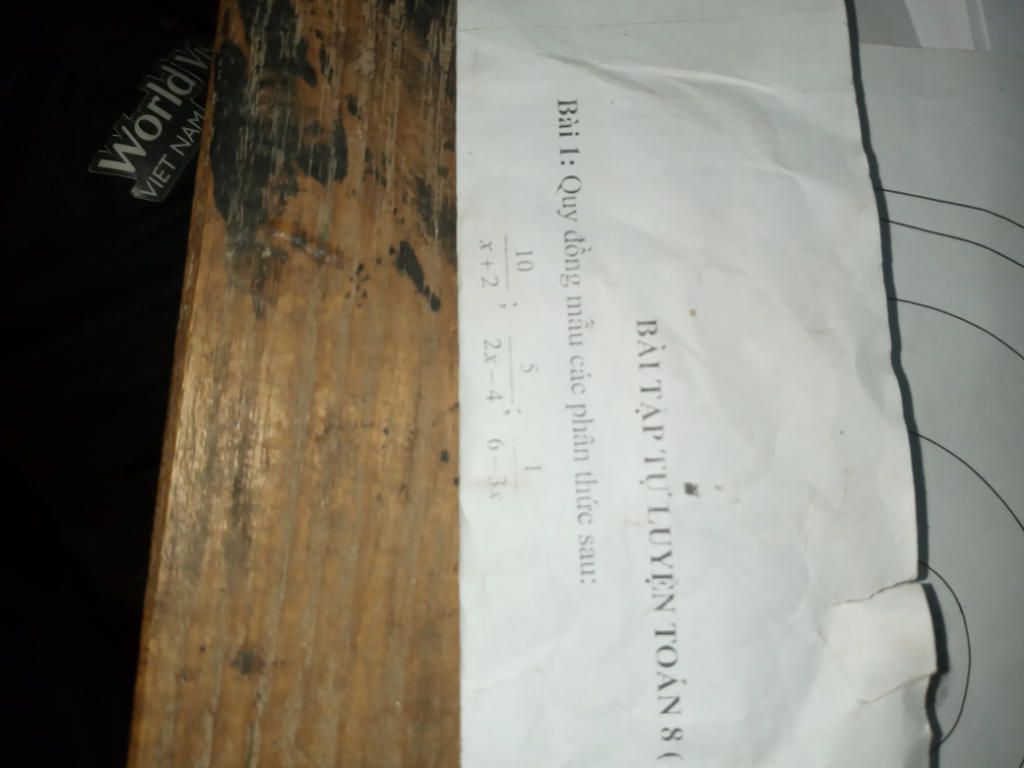 BÀI TẬP TỰ LUYỆN TOÁN 8 (
Bài 1: Quy đồng mẫu các phân thức sau:
10/(x + 2); 5/(2x − 4); 1/(6 − 3x)
World Vi
VIET NAM